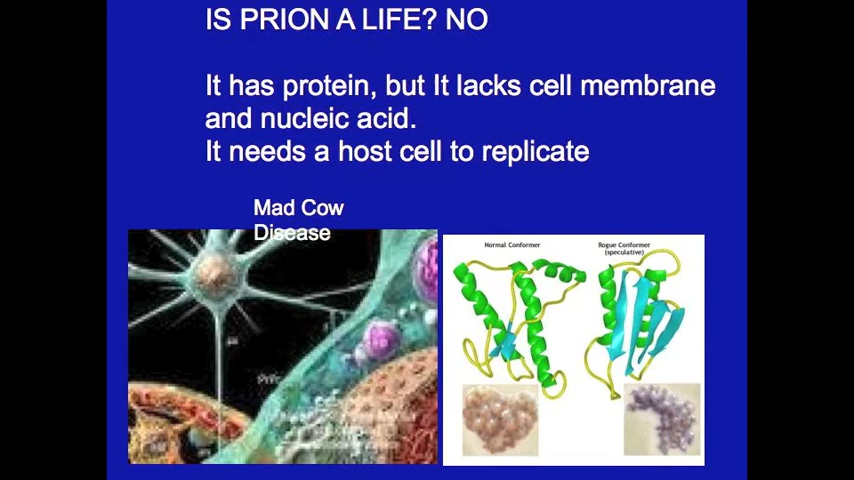 IS PRION A LIFE? NO
It has protein, but It lacks cell membrane
and nucleic acid.
It needs a host cell to replicate
Mad Cow
Disease
Normal Conformer
Rogue Conformer
(speculative)